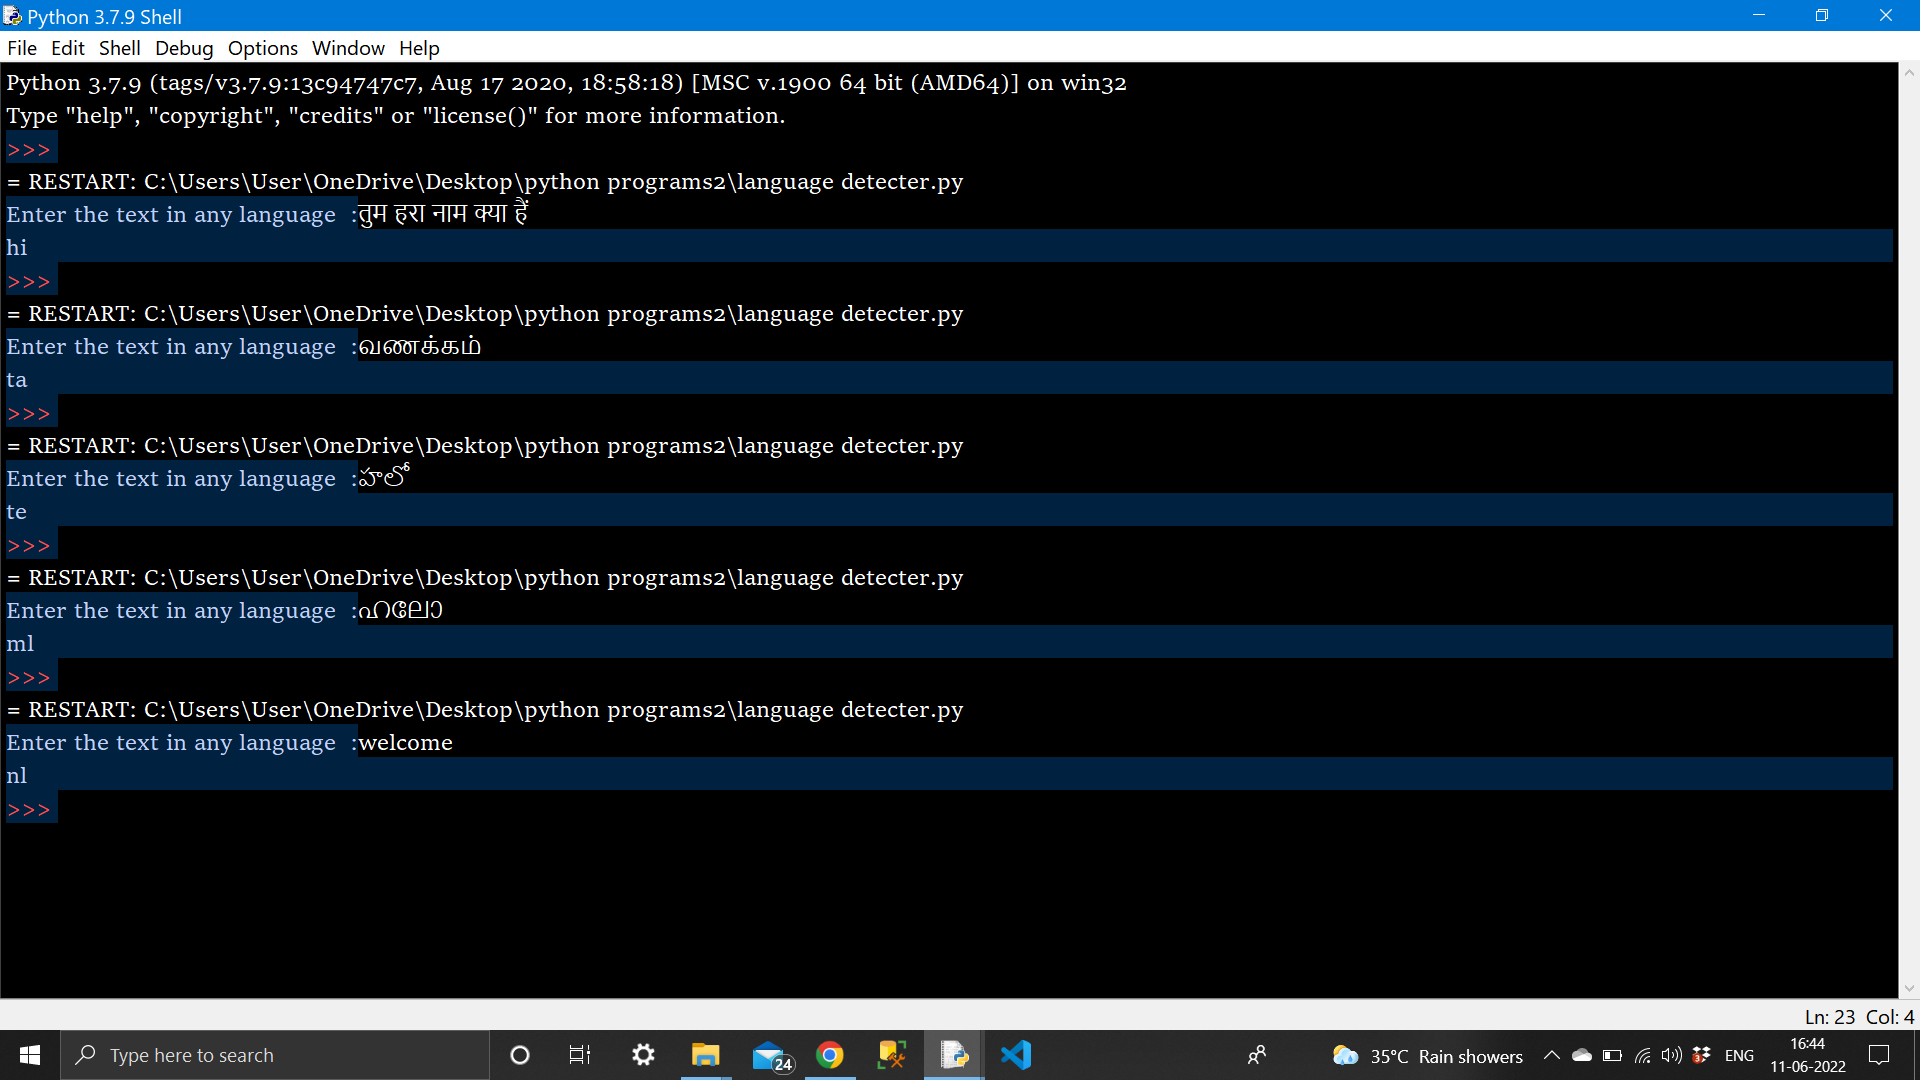 Python 3.7.9 Shell
File Edit Shell Debug Options Window Help
Python 3.7.9 (tags/v3.7.9:13c94747c7, Aug 17 2020, 18:58:18) [MSC v.1900 64 bit (AMD64)] on win32
Type "help", "copyright", "credits" or "license()" for more information.
>>>
= RESTART: C:\Users\User\OneDrive\Desktop\python programs2\language detecter.py
Enter the text in any language  :तुम हरा नाम क्या हैं
hi
>>>
= RESTART: C:\Users\User\OneDrive\Desktop\python programs2\language detecter.py
Enter the text in any language  :வணக்கம்
ta
>>>
= RESTART: C:\Users\User\OneDrive\Desktop\python programs2\language detecter.py
Enter the text in any language  :హలో
te
>>>
= RESTART: C:\Users\User\OneDrive\Desktop\python programs2\language detecter.py
Enter the text in any language  :ഹലോ
ml
>>>
= RESTART: C:\Users\User\OneDrive\Desktop\python programs2\language detecter.py
Enter the text in any language  :welcome
nl
>>>
Ln: 23 Col: 4
Type here to search
24
35°C Rain showers
3
ENG
16:44
11-06-2022